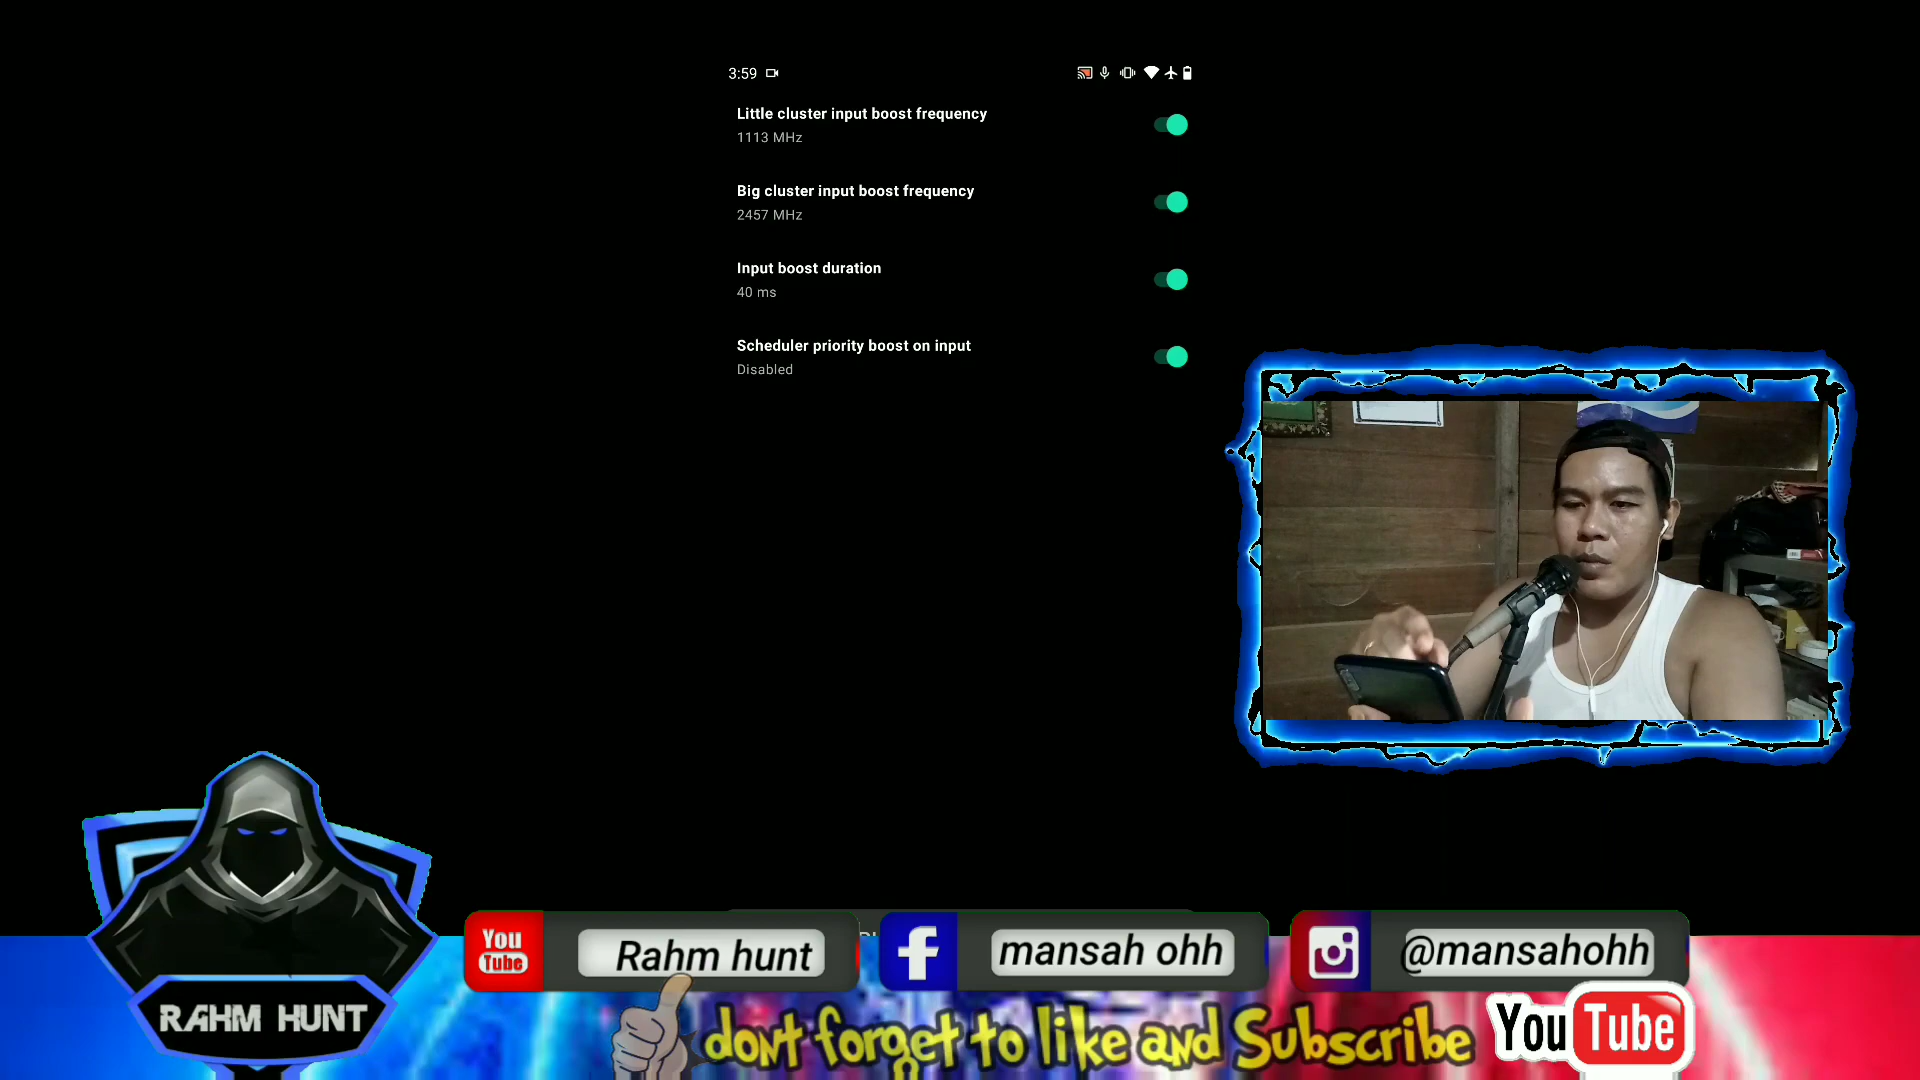 3:59
Little cluster input boost frequency
1113 MHz
Big cluster input boost frequency
2457 MHz
Input boost duration
40 ms
Scheduler priority boost on input
Disabled
RAHM HUNT
You
Tube
Rahm hunt
f
mansah ohh
@mansahohh
dont forget to like and Subscribe
YouTube